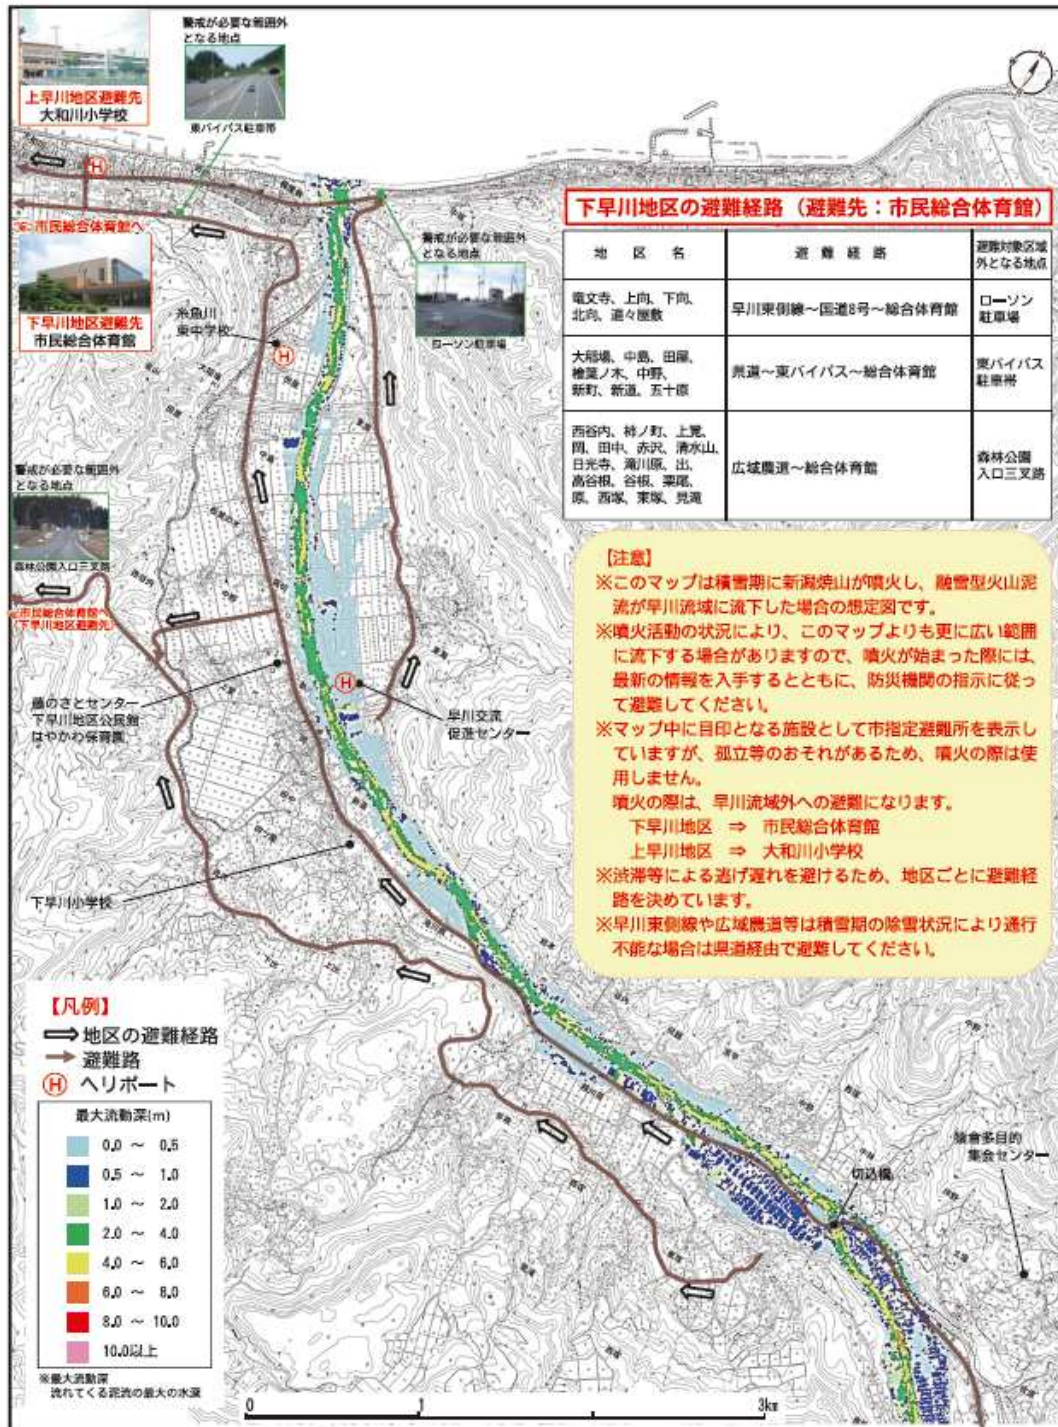 警戒が必要な範囲外
となる地点
上早川地区避難先
大和川小学校
東バイパス駐車帯
H
市民総合体育館へ
下早川地区避難先
市民総合体育館
糸魚川
東中学校
H
警戒が必要な範囲外
となる地点
ローソン駐車場
下早川地区の避難経路（避難先：市民総合体育館）
地 区 名
避 難 経 路
避難対象区域
外となる地点
竜文寺、上向、下向、
北向、道々屋敷
早川東側線～国道8号～総合体育館
ローソン
駐車場
大稲場、中島、田屋、
檜葉ノ木、中野、
新町、新道、五十原
県道～東バイパス～総合体育館
東バイパス
駐車帯
西谷内、柿ノ町、上覚、
岡、田中、赤沢、清水山、
日光寺、滝川原、出、
高谷根、谷根、栗尾、
原、西塚、東塚、見滝
広域農道～総合体育館
森林公園
入口三叉路
警戒が必要な範囲外
となる地点
森林公園入口三叉路
市民総合体育館へ
（下早川地区避難先）
藤のさとセンター
下早川地区公民館
はやかわ保育園
H
早川交流
促進センター
下早川小学校
【注意】
※このマップは積雪期に新潟焼山が噴火し、融雪型火山泥
流が早川流域に流下した場合の想定図です。
※噴火活動の状況により、このマップよりも更に広い範囲
に流下する場合がありますので、噴火が始まった際には、
最新の情報を入手するとともに、防災機関の指示に従っ
て避難してください。
※マップ中に目印となる施設として市指定避難所を表示し
ていますが、孤立等のおそれがあるため、噴火の際は使
用しません。
噴火の際は、早川流域外への避難になります。
下早川地区 ⇒ 市民総合体育館
上早川地区 ⇒ 大和川小学校
※渋滞等による逃げ遅れを避けるため、地区ごとに避難経
路を決めています。
※早川東側線や広域農道等は積雪期の除雪状況により通行
不能な場合は県道経由で避難してください。
切込橋
集会センター
【凡例】
地区の避難経路
避難路
H ヘリポート
最大流動深(m)
0.0 ～ 0.5
0.5 ～ 1.0
1.0 ～ 2.0
2.0 ～ 4.0
4.0 ～ 6.0
6.0 ～ 8.0
8.0 ～ 10.0
10.0以上
※最大流動深
流れてくる泥流の最大の水深
0 1 3km